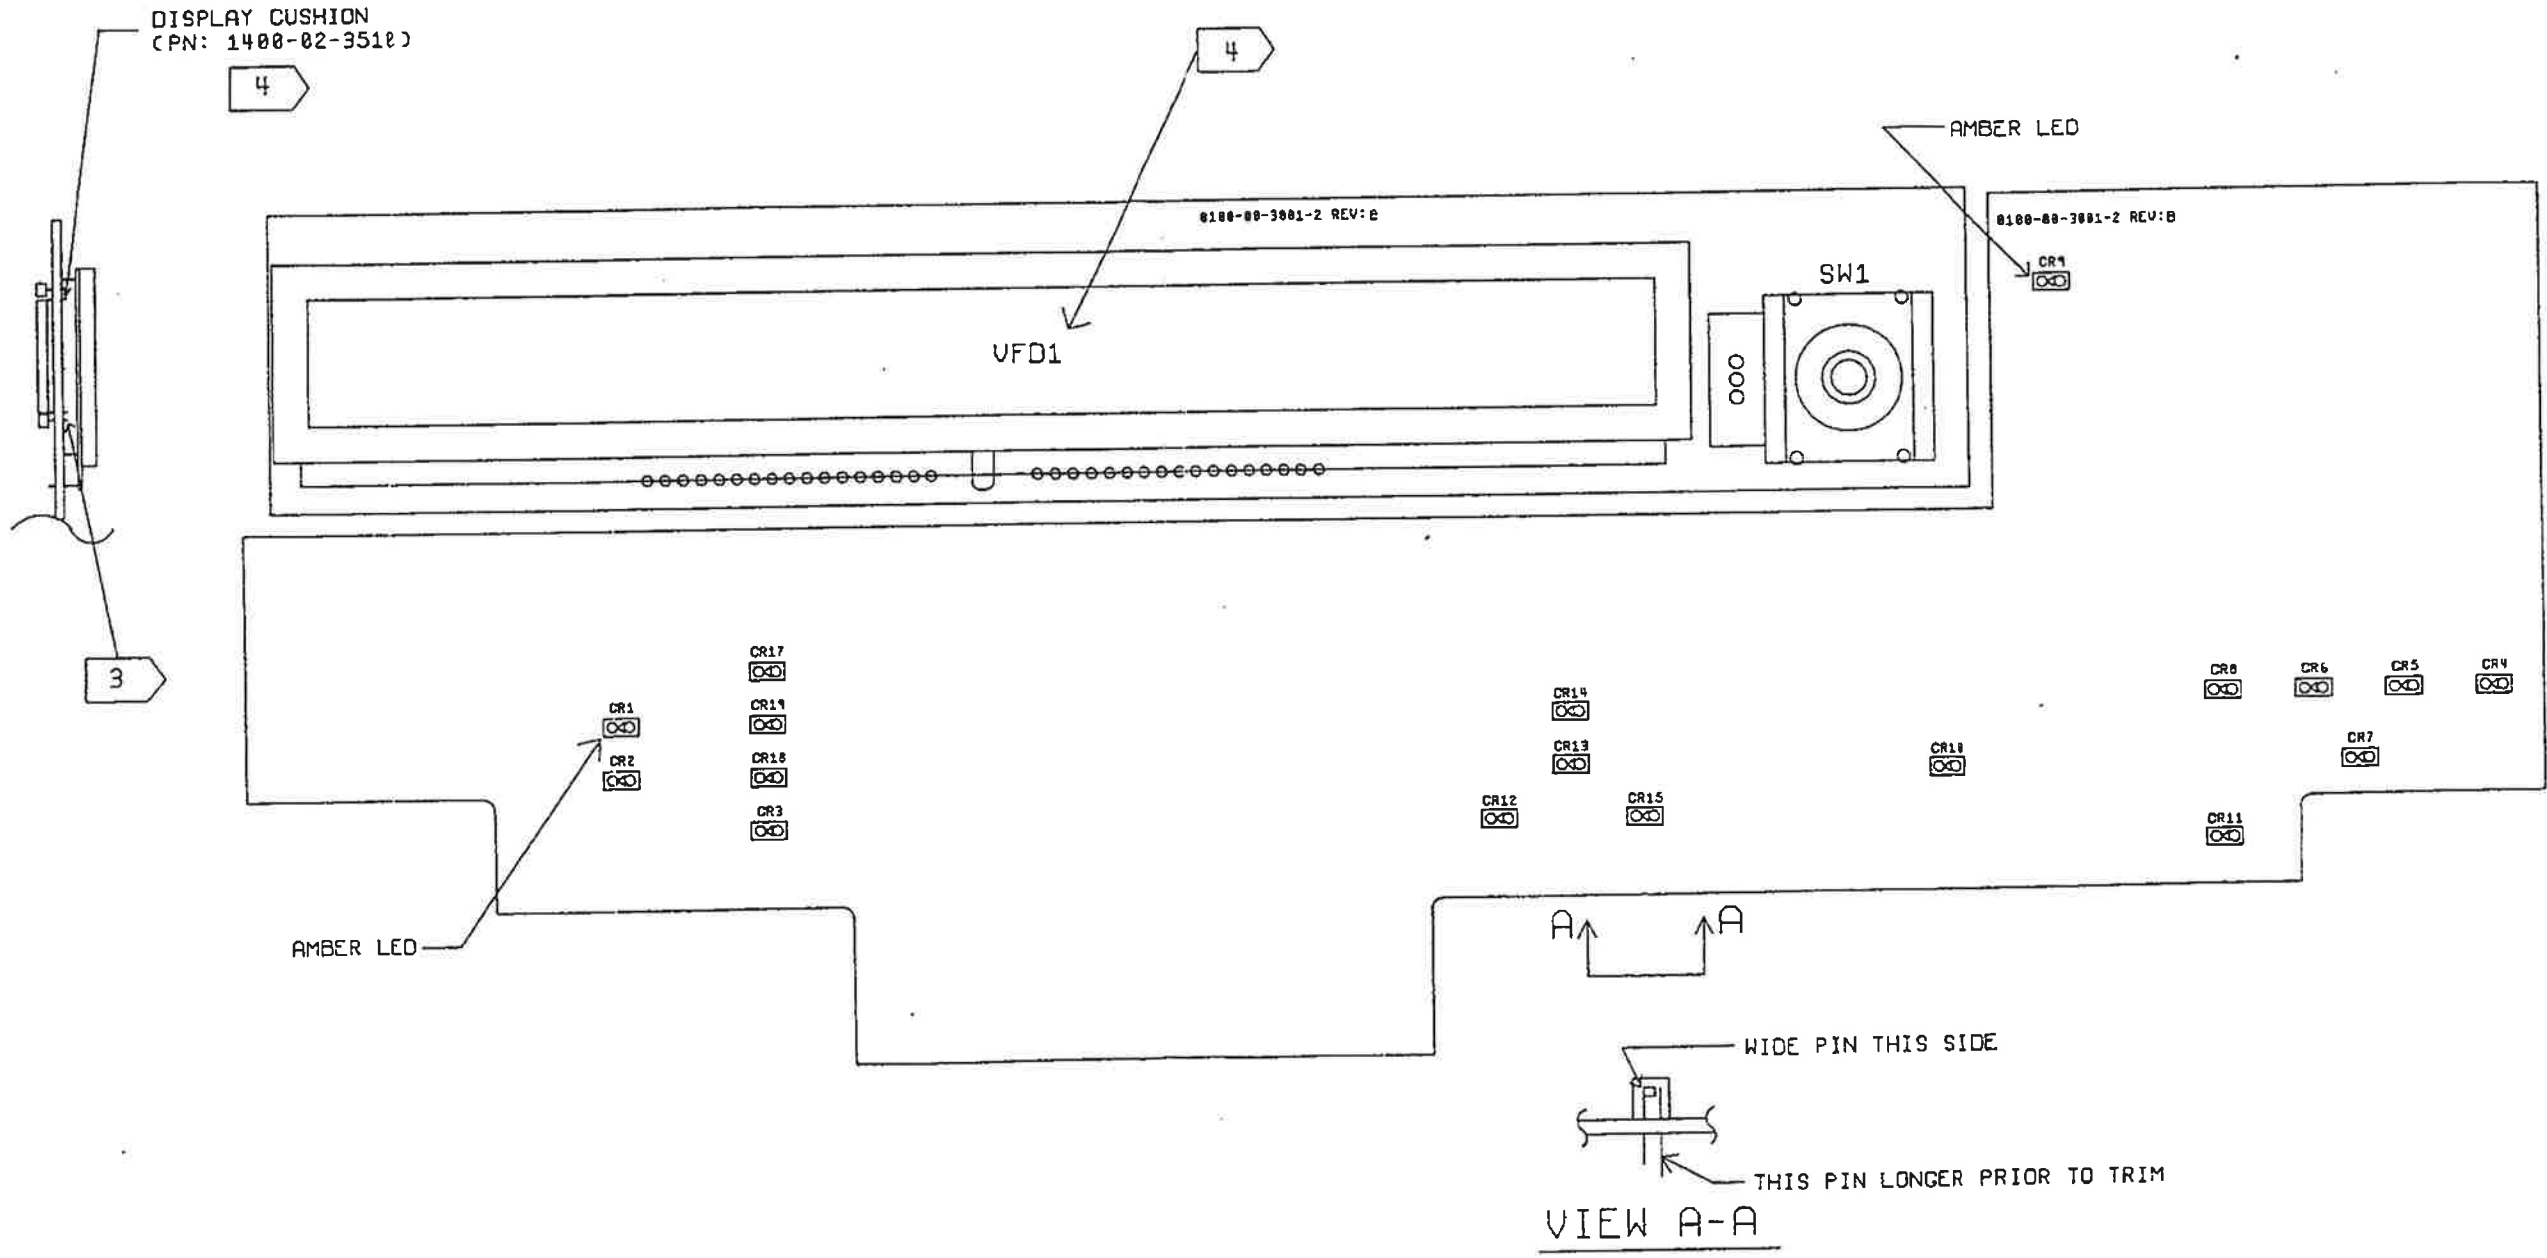 DISPLAY CUSHION
(PN: 1400-02-3510)
4
4
AMBER LED
0100-00-3001-2 REV:B
0100-00-3001-2 REV:B
CR9
SW1
VFD1
3
CR17
CR1
CR19
CR2
CR18
CR3
CR14
CR13
CR12
CR15
CR10
CR8
CR6
CR5
CR4
CR7
CR11
AMBER LED
A
A
WIDE PIN THIS SIDE
THIS PIN LONGER PRIOR TO TRIM
VIEW A-A